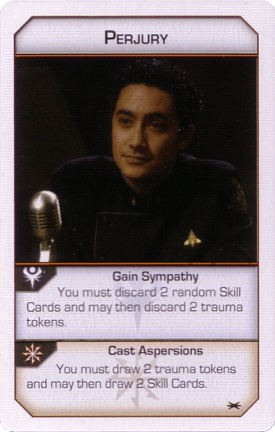 PERJURY
Gain Sympathy
You must discard 2 random Skill
Cards and may then discard 2 trauma
tokens.
Cast Aspersions
You must draw 2 trauma tokens
and may then draw 2 Skill Cards.